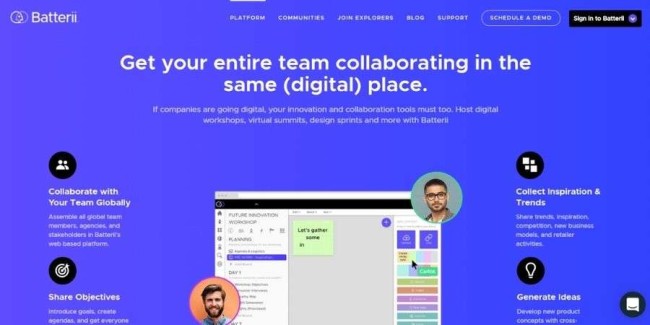 Batterii
PLATFORM
COMMUNITIES
JOIN EXPLORERS
BLOG
SUPPORT
SCHEDULE A DEMO
Sign In to Batterii
Get your entire team collaborating in the
same (digital) place.
If companies are going digital, your innovation and collaboration tools must too. Host digital
workshops, virtual summits, design sprints and more with Batterii
Collaborate with
Your Team Globally
Assemble all global team
members, agencies, and
stakeholders in Batterii's
web based platform.
Share Objectives
Introduce goals, create
agendas, and get everyone
FUTURE INNOVATION
WORKSHOP
PLANNING
DAY 1
Let's gather
some
Collect Inspiration &
Trends
Share trends, inspiration,
competition, new business
models, and retailer
activities.
Generate Ideas
Develop new product
concepts with cross-